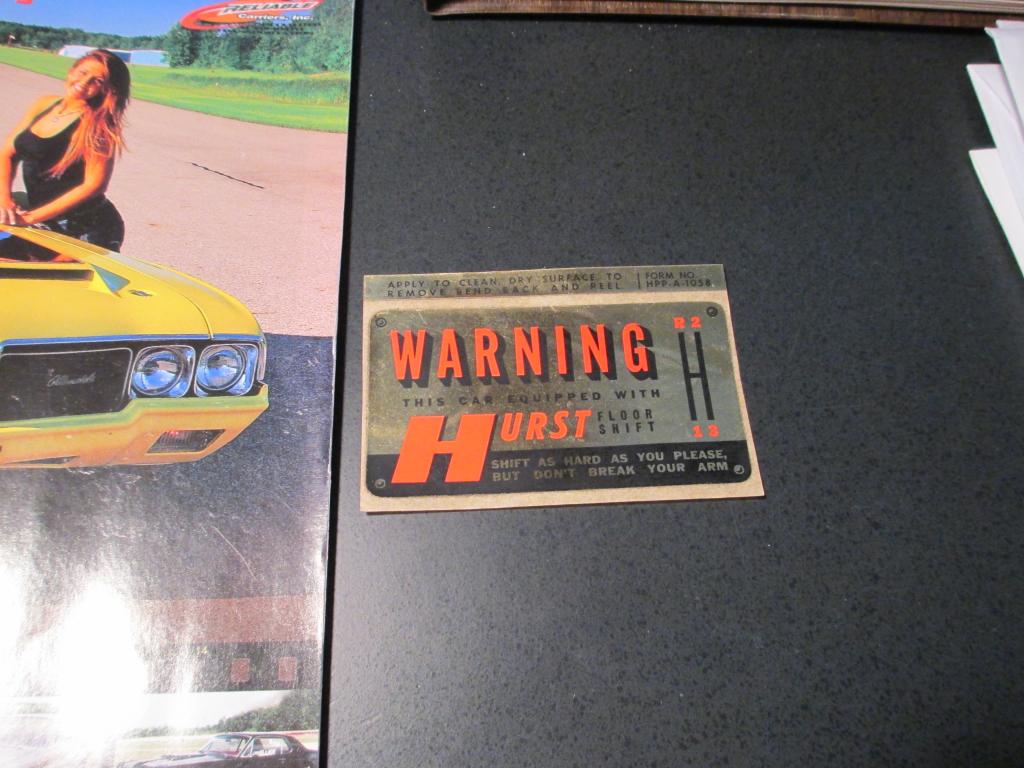 RELIABLE
Carriers, Inc.
Oldsmobile
APPLY TO CLEAN, DRY SURFACE TO
REMOVE BEND BACK AND PEEL
FORM NO.
HPP-A-1058
WARNING
THIS CAR EQUIPPED WITH
HURST FLOOR
SHIFT
R 2
1 3
SHIFT AS HARD AS YOU PLEASE,
BUT DON'T BREAK YOUR ARM